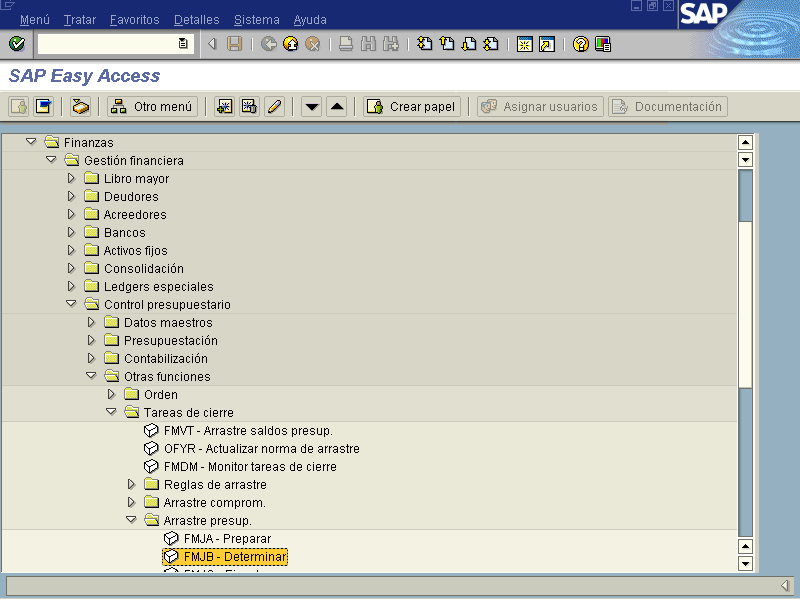 Menú Tratar Favoritos Detalles Sistema Ayuda
SAP
SAP Easy Access
Otro menú Crear papel Asignar usuarios Documentación
Finanzas
Gestión financiera
Libro mayor
Deudores
Acreedores
Bancos
Activos fijos
Consolidación
Ledgers especiales
Control presupuestario
Datos maestros
Presupuestación
Contabilización
Otras funciones
Orden
Tareas de cierre
FMVT - Arrastre saldos presup.
OFYR - Actualizar norma de arrastre
FMDM - Monitor tareas de cierre
Reglas de arrastre
Arrastre comprom.
Arrastre presup.
FMJA - Preparar
FMJB - Determinar